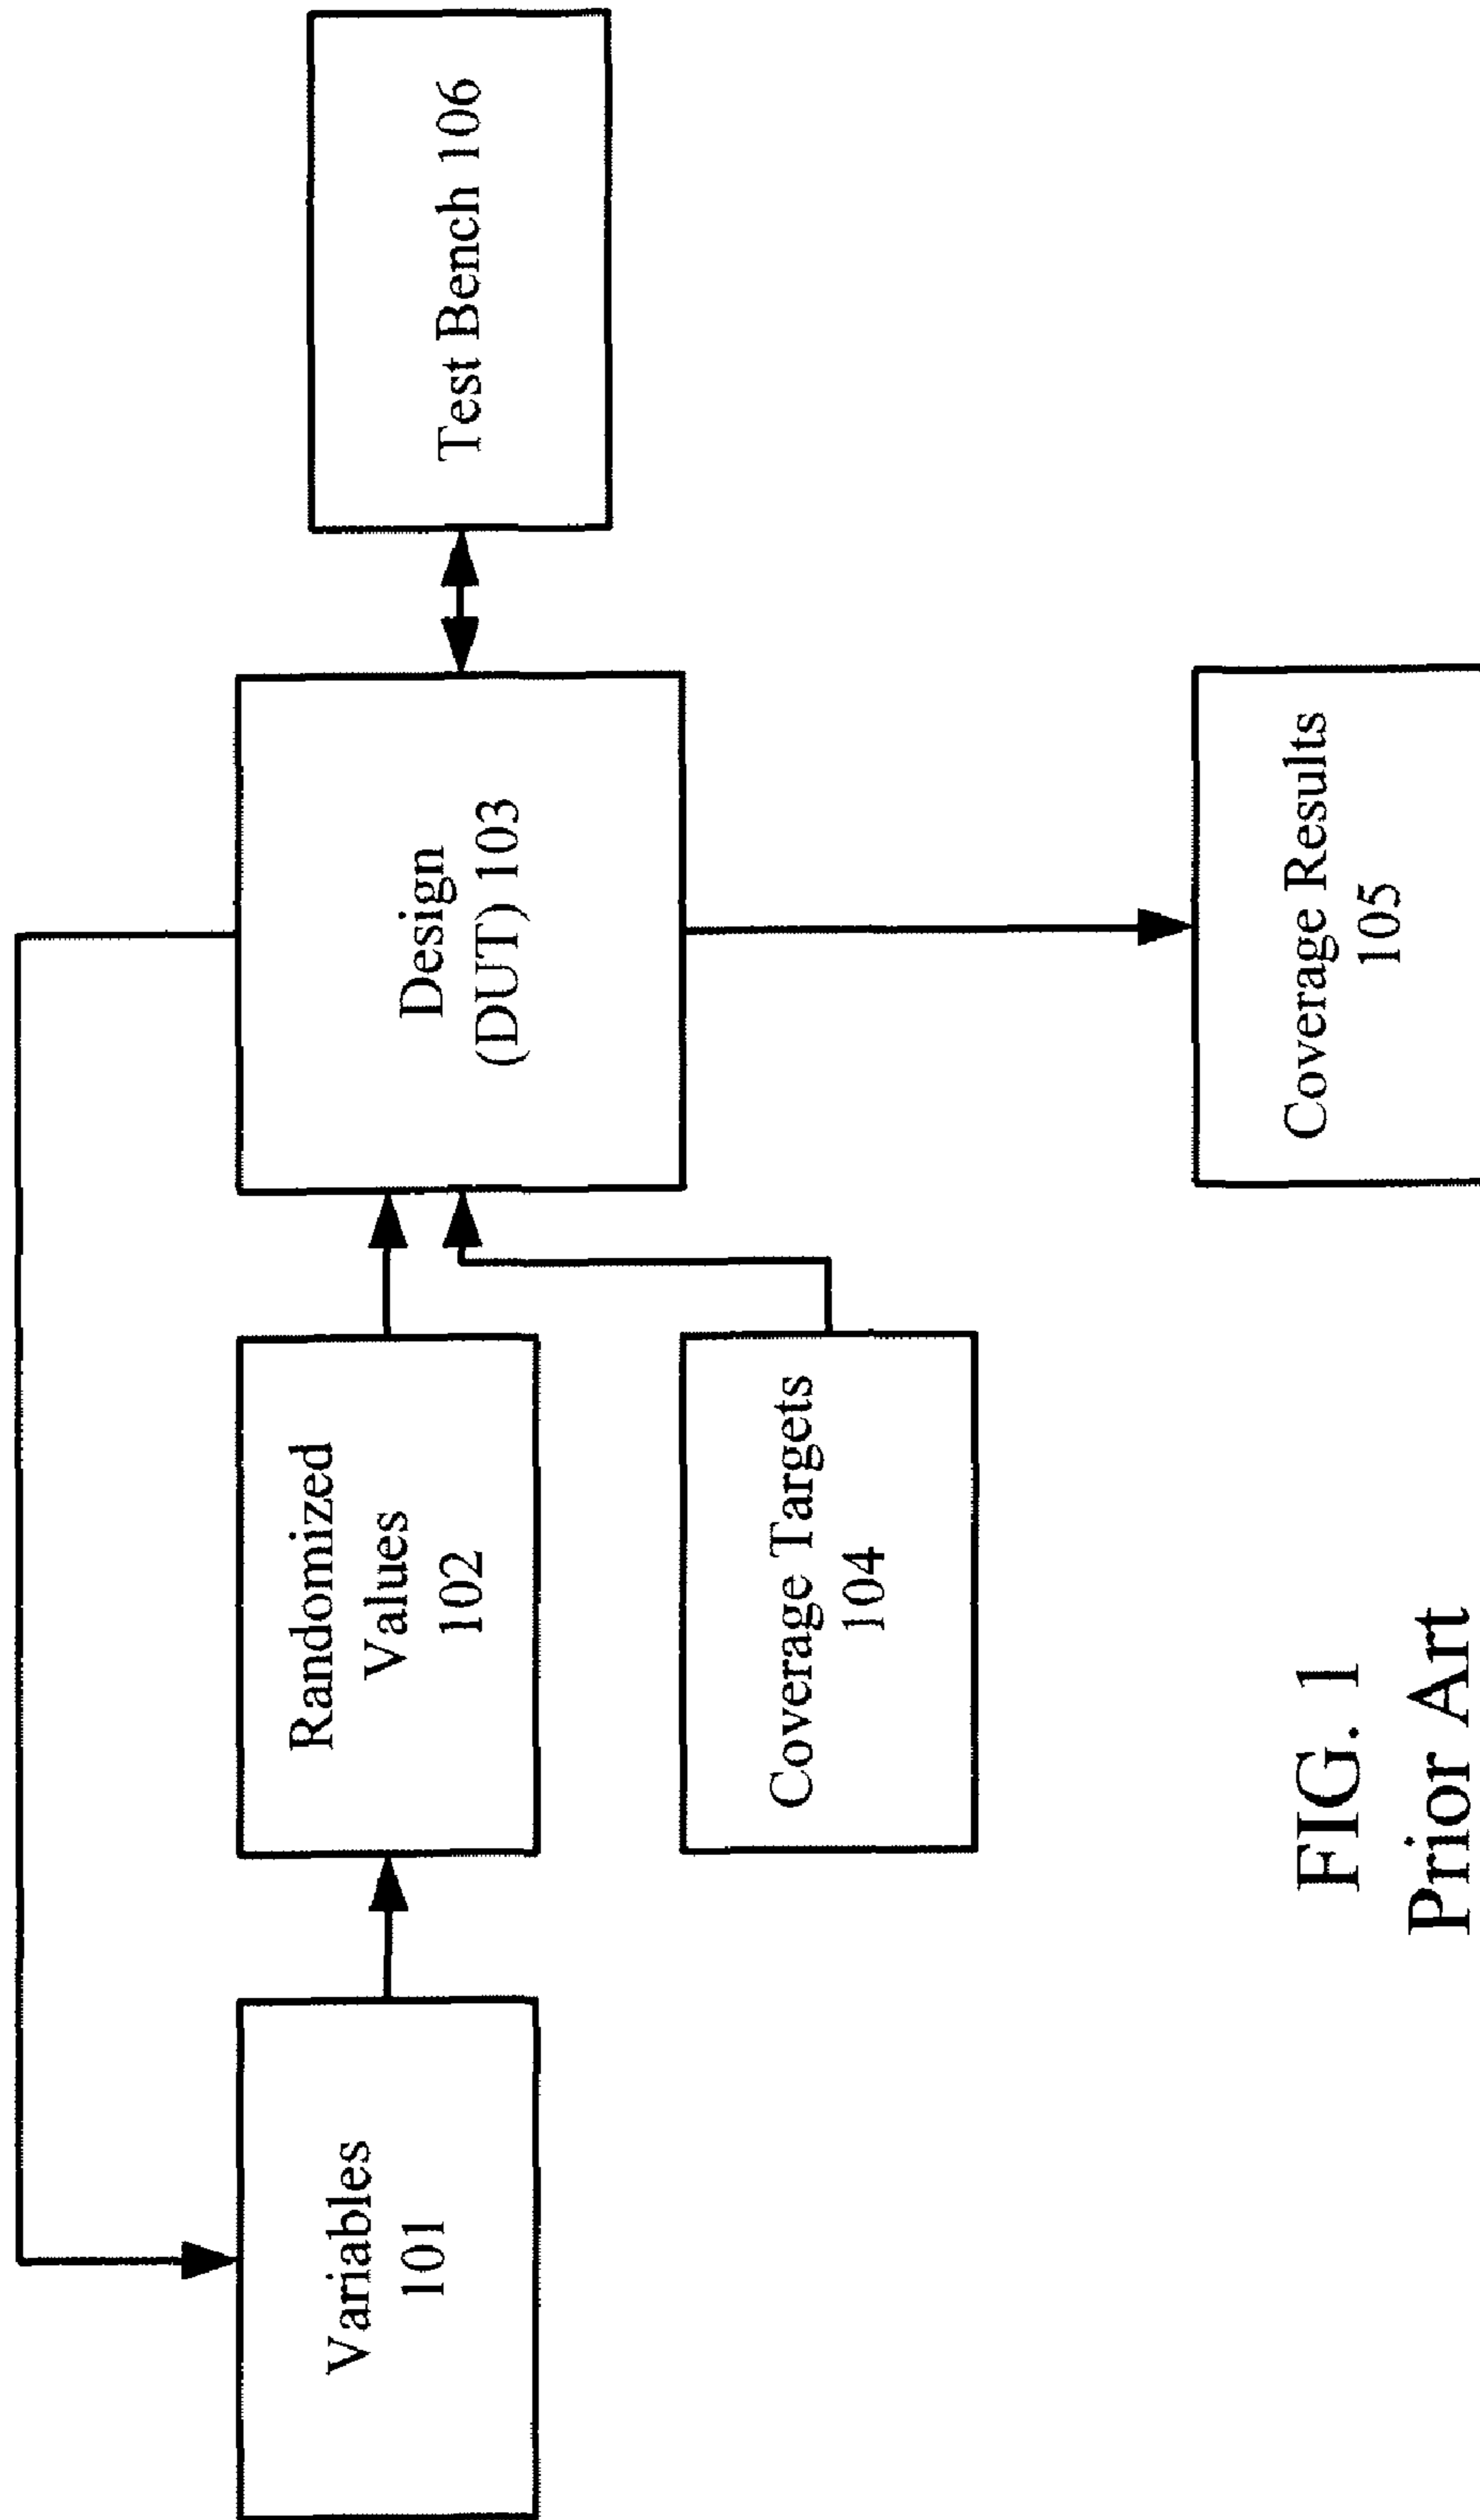 Variables
101
Randomized
Values
102
Design
(DUT) 103
Test Bench 106
Coverage Targets
104
Coverage Results
105
FIG. 1
Prior Art